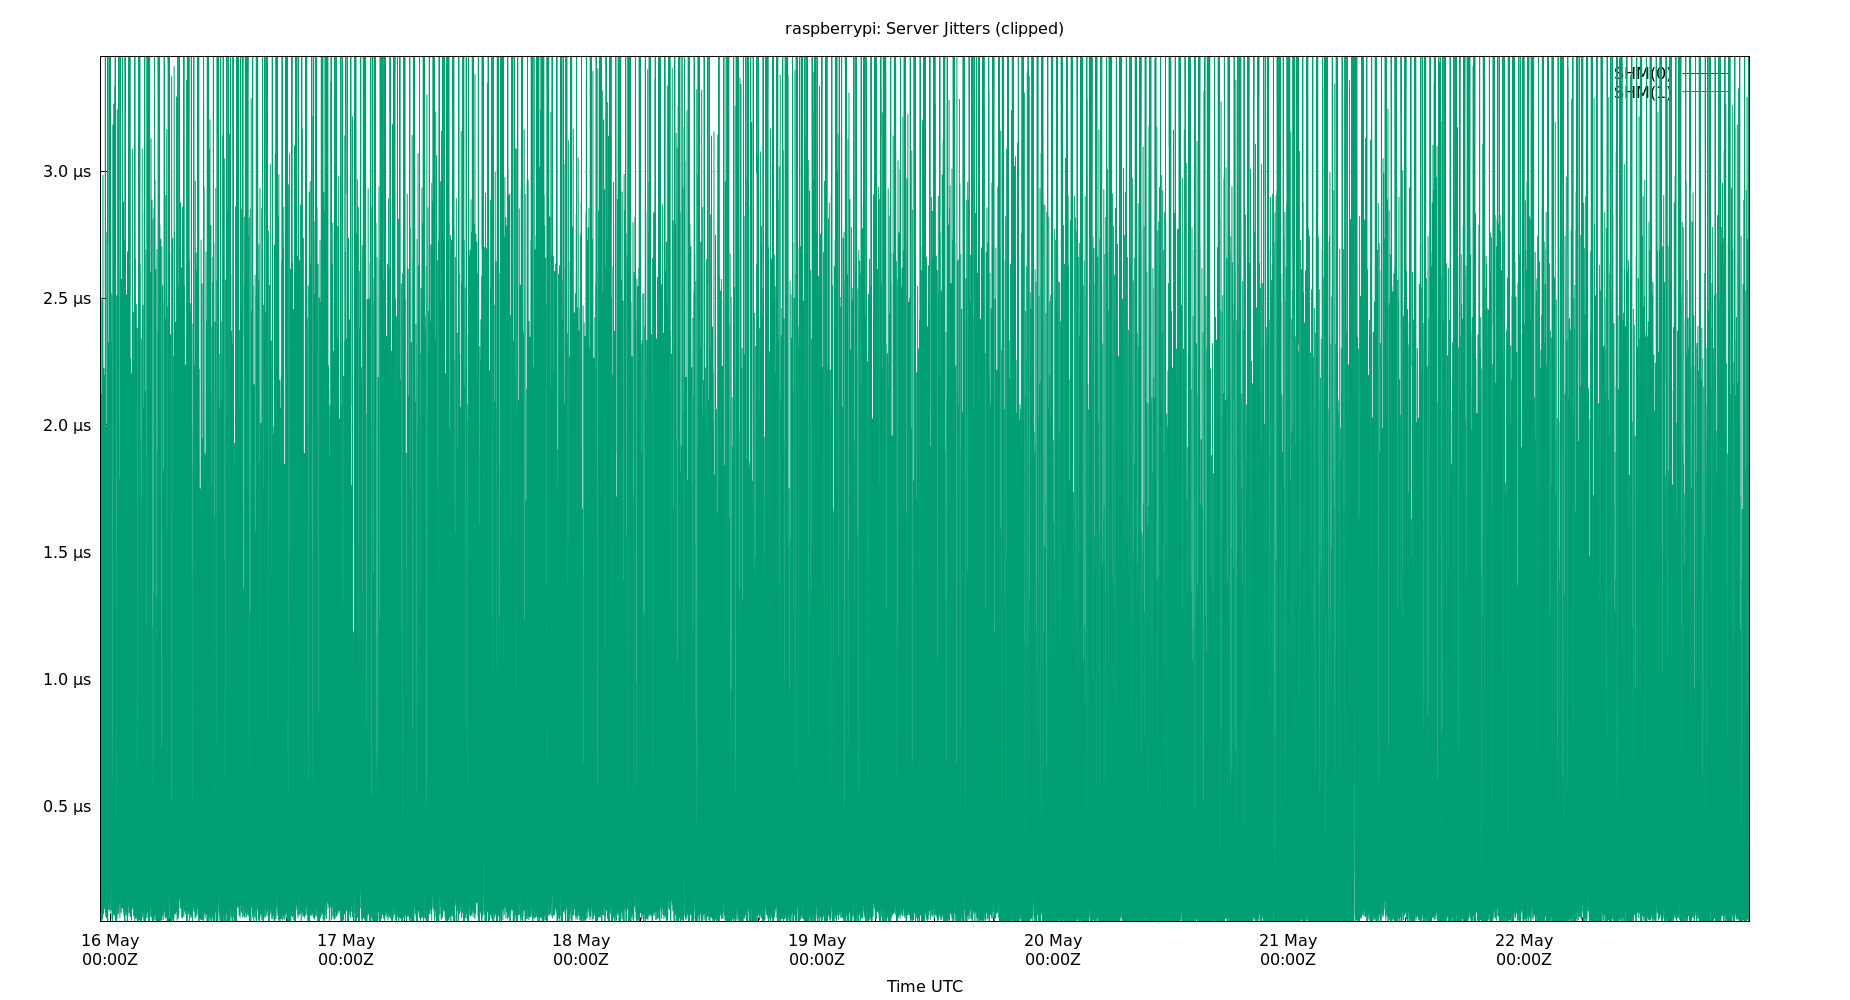 raspberrypi: Server Jitters (clipped)
SHM(0)
SHM(1)
3.0 µs
2.5 µs
2.0 µs
1.5 µs
1.0 µs
0.5 µs
16 May 17 May 18 May 19 May 20 May 21 May 22 May
00:00Z 00:00Z 00:00Z 00:00Z 00:00Z 00:00Z 00:00Z
Time UTC